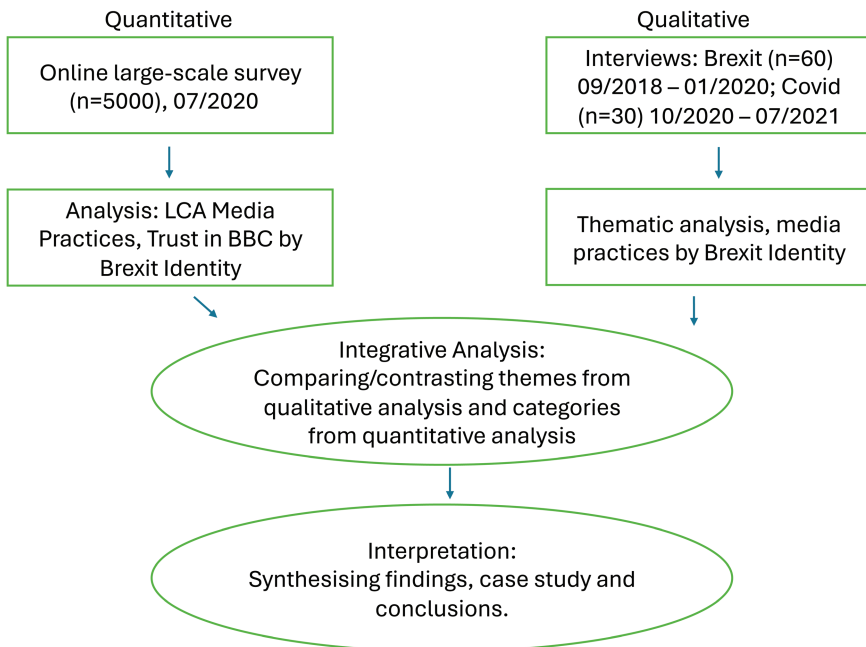 Quantitative
Qualitative
Online large-scale survey
(n=5000), 07/2020
Interviews: Brexit (n=60)
09/2018 – 01/2020; Covid
(n=30) 10/2020 – 07/2021
Analysis: LCA Media
Practices, Trust in BBC by
Brexit Identity
Thematic analysis, media
practices by Brexit Identity
Integrative Analysis:
Comparing/contrasting themes from
qualitative analysis and categories
from quantitative analysis
Interpretation:
Synthesising findings, case study and
conclusions.